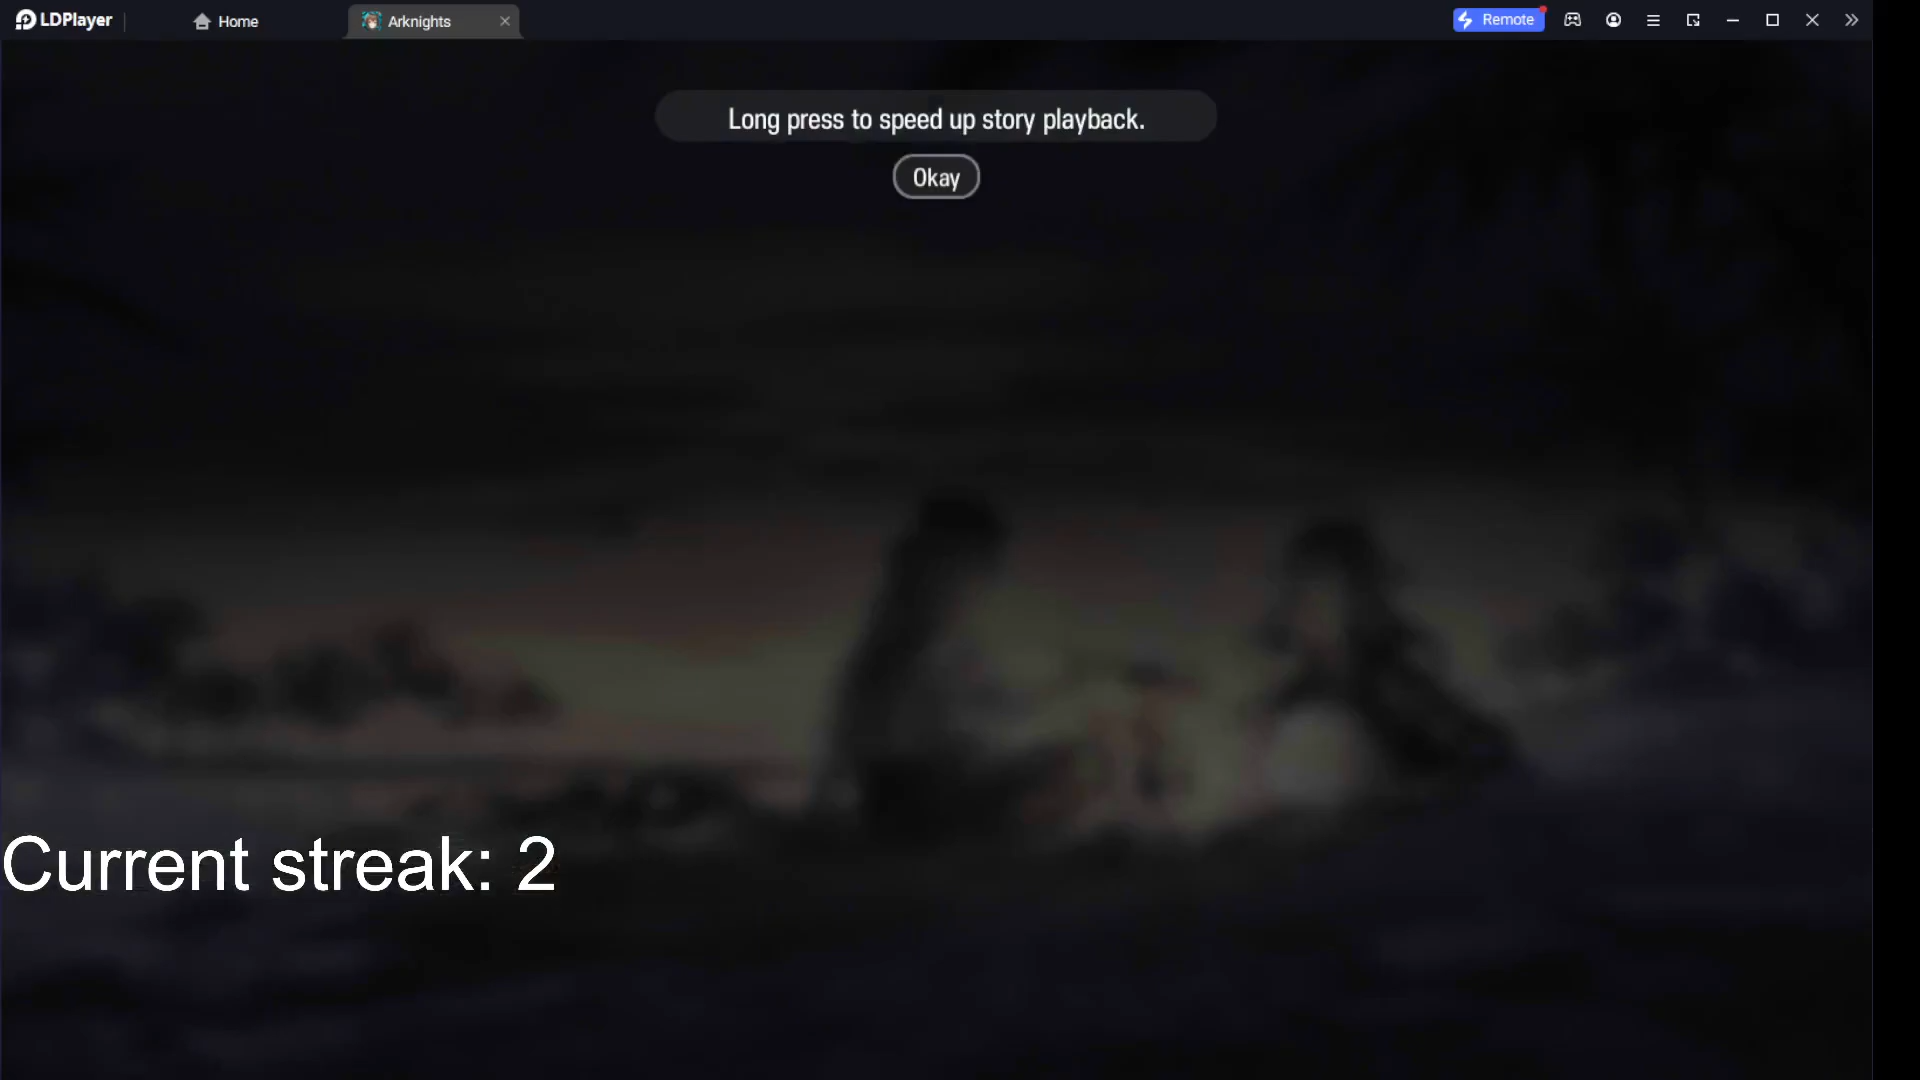 LDPlayer
Home
Arknights
Remote
Long press to speed up story playback.
Okay
Current streak: 2